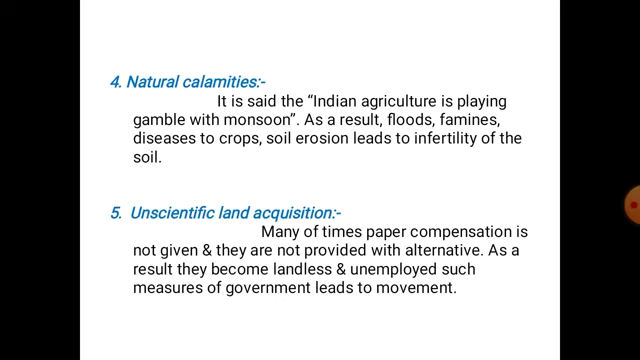 4. Natural calamities:-
It is said the “Indian agriculture is playing
gamble with monsoon”. As a result, floods, famines,
diseases to crops, soil erosion leads to infertility of the
soil.
5. Unscientific land acquisition:-
Many of times paper compensation is
not given & they are not provided with alternative. As a
result they become landless & unemployed such
measures of government leads to movement.